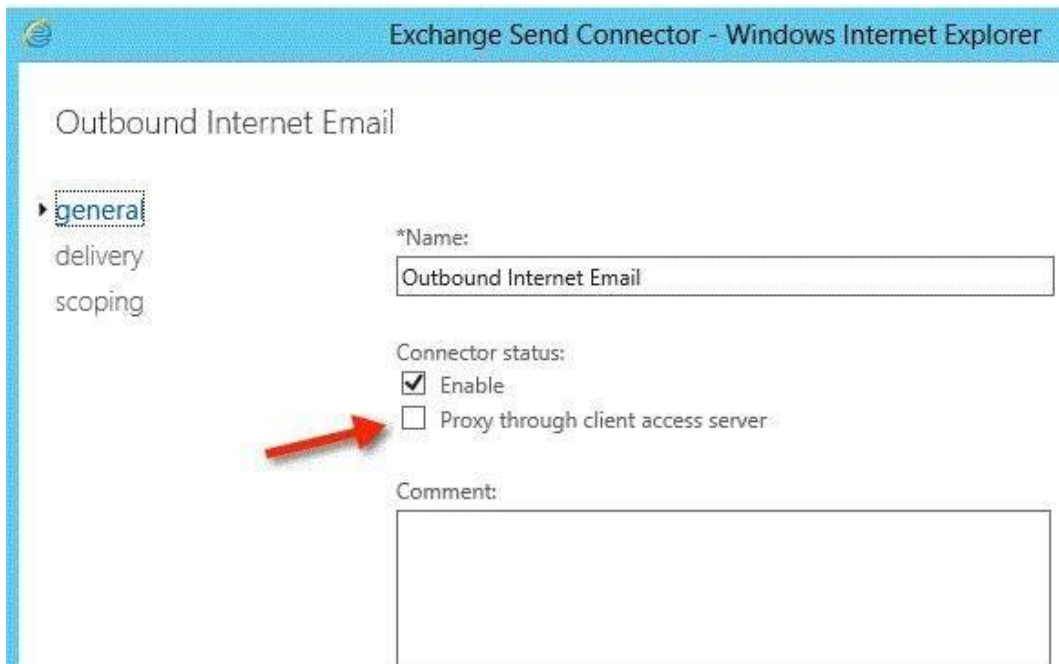 Exchange Send Connector - Windows Internet Explorer
Outbound Internet Email
general
delivery
scoping
*Name:
Outbound Internet Email
Connector status:
Enable
Proxy through client access server
Comment: